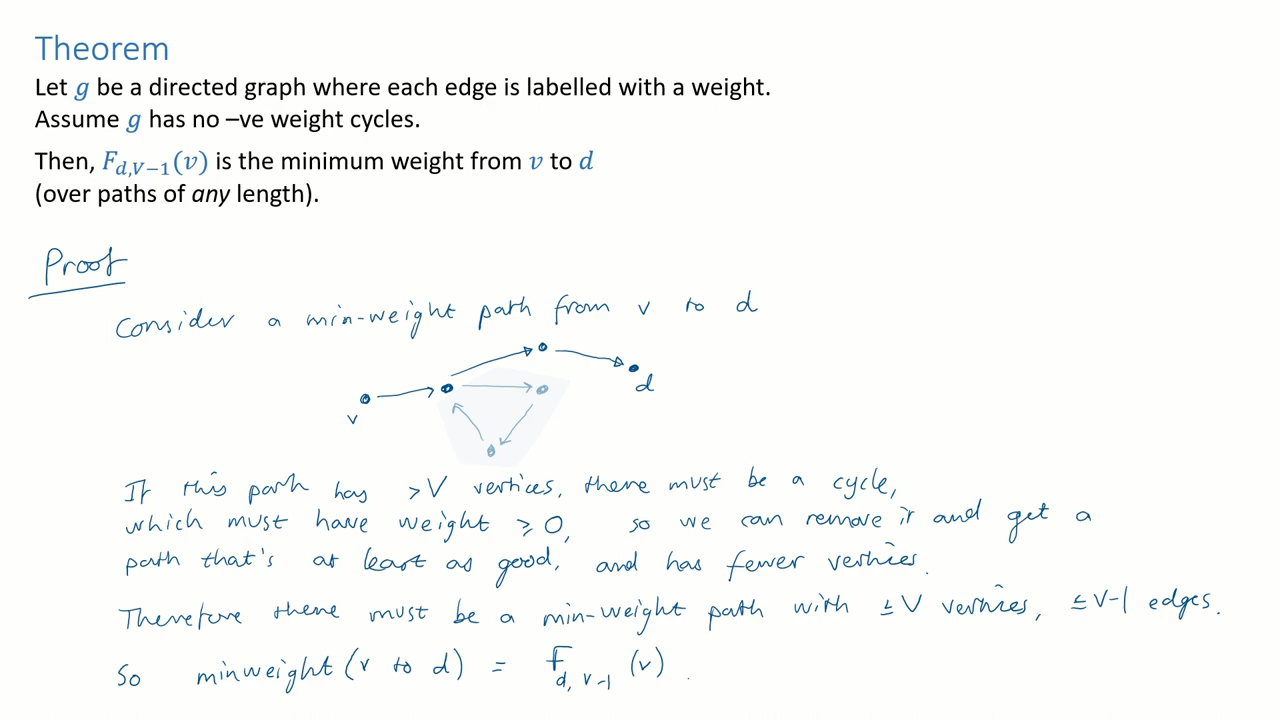 Theorem
Let g be a directed graph where each edge is labelled with a weight.
Assume g has no –ve weight cycles.
Then, F_{d,V−1}(v) is the minimum weight from v to d
(over paths of any length).
Proof
Consider a min-weight path from v to d
v
d
If this path has >V vertices, there must be a cycle,
which must have weight ≥0, so we can remove it and get a
path that's at least as good, and has fewer vertices.
Therefore there must be a min-weight path with ≤V vertices, ≤V-1 edges.
So minweight (v to d) = F_{d, V-1} (v).